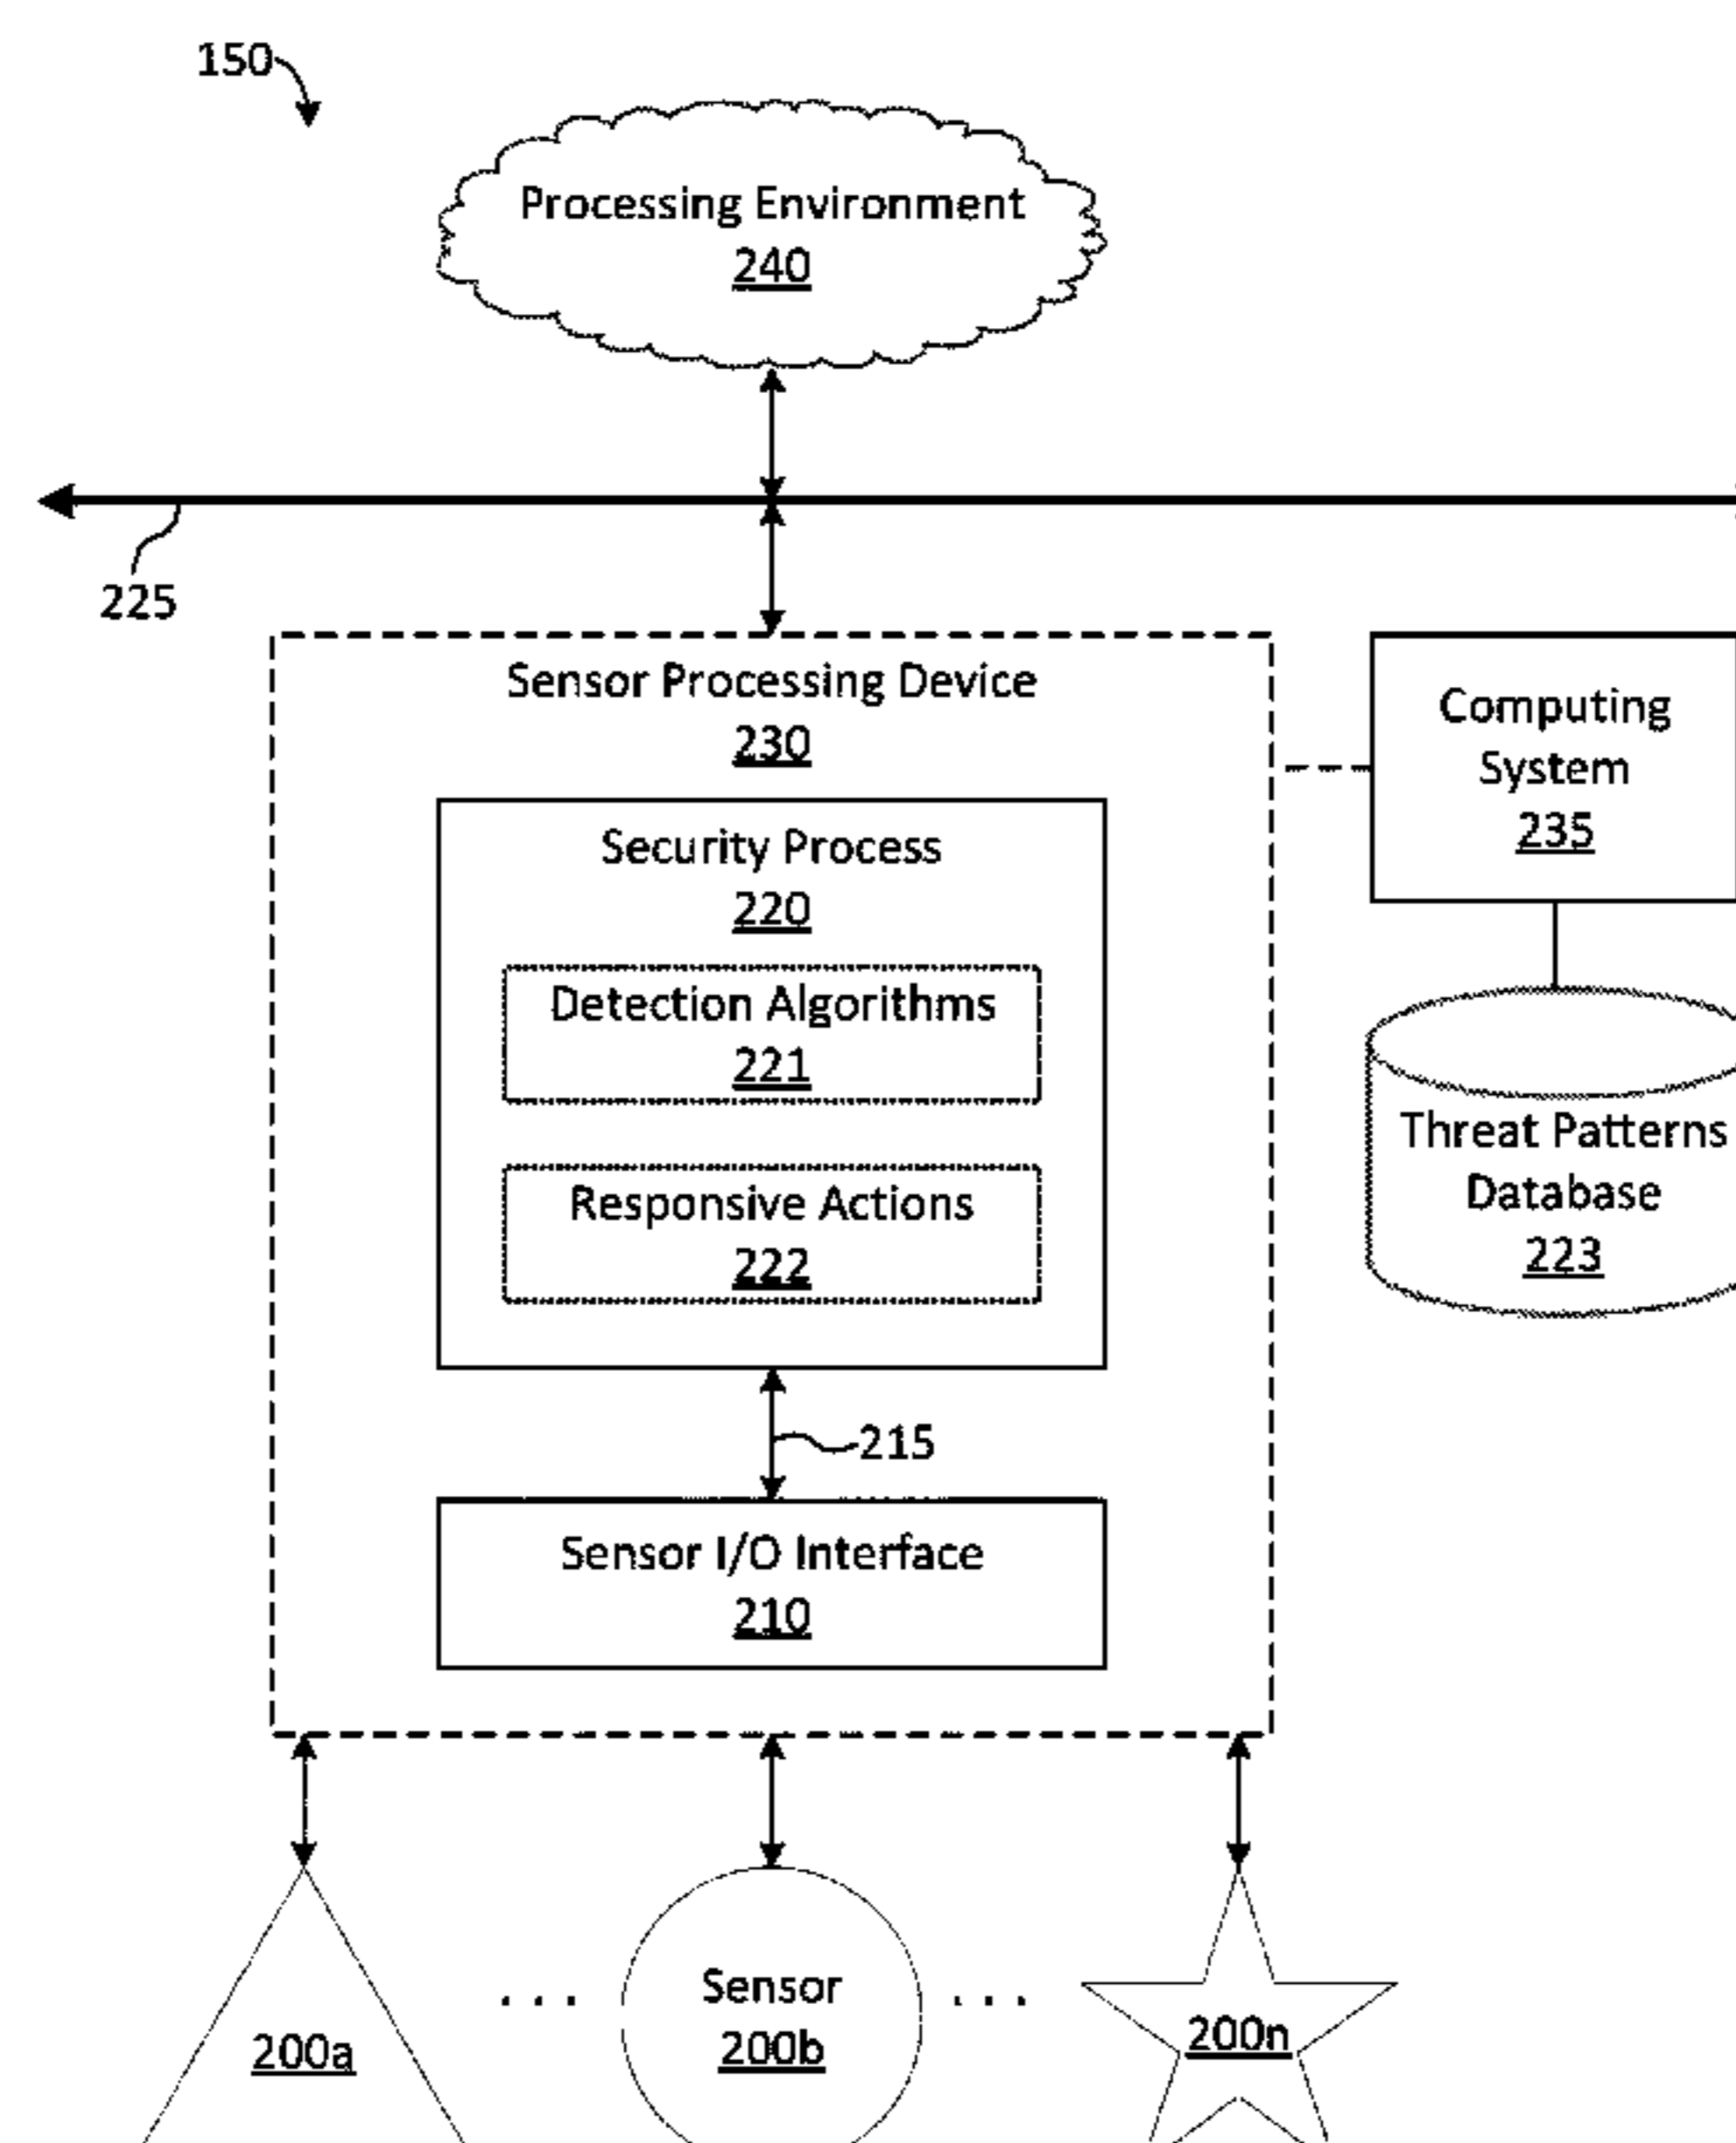 150
Processing Environment
240
225
Sensor Processing Device
230
Computing
System
235
Security Process
220
Detection Algorithms
221
Threat Patterns
Database
223
Responsive Actions
222
215
Sensor I/O Interface
210
Sensor
200b
200a
200n